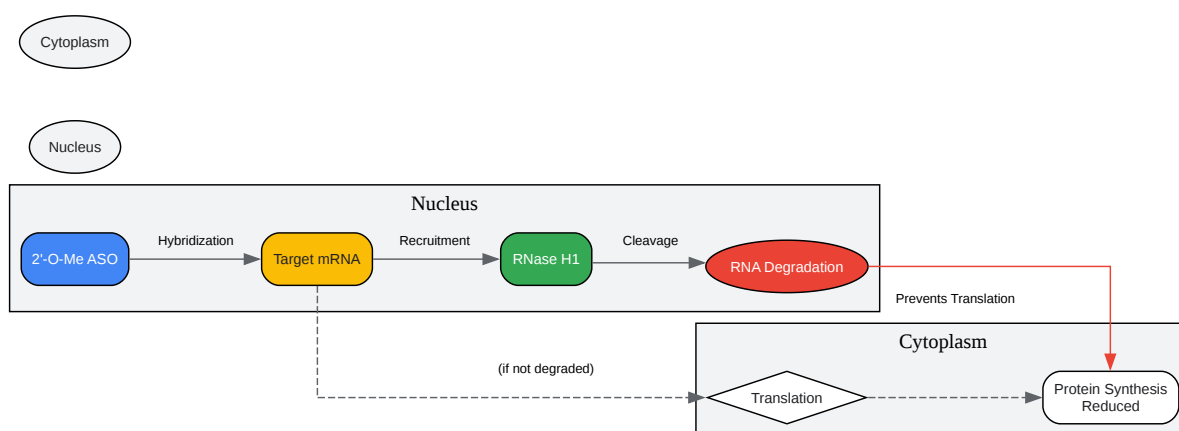 Cytoplasm
Nucleus
Nucleus
2'-O-Me ASO
Hybridization
Target mRNA
Recruitment
RNase H1
Cleavage
RNA Degradation
Prevents Translation
Cytoplasm
(if not degraded)
Translation
Protein Synthesis
Reduced